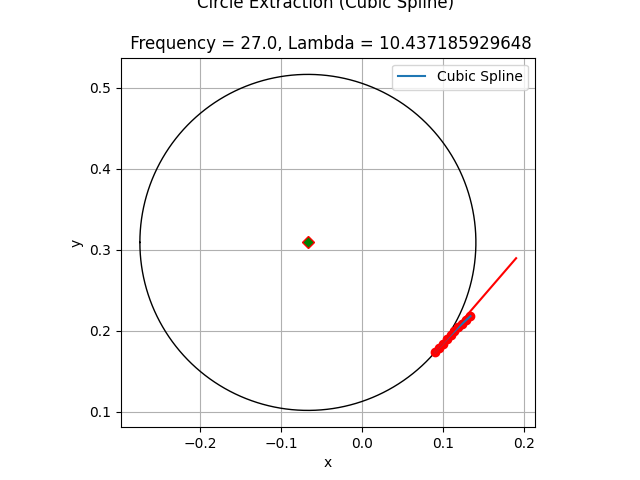 Circle Extraction (Cubic Spline)
Frequency = 27.0, Lambda = 10.437185929648
Cubic Spline
0.5
0.4
0.3
0.2
0.1
y
−0.2
−0.1
0.0
0.1
0.2
x